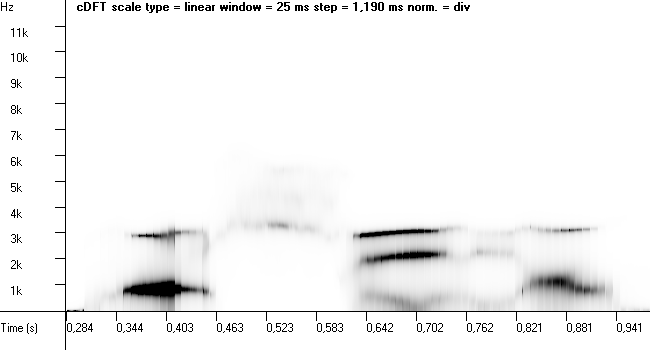 Hz cDFT scale type = linear window = 25 ms step = 1,190 ms norm. = div
11k
10k
9k
8k
7k
6k
5k
4k
3k
2k
1k
Time (s) 0,284 0,344 0,403 0,463 0,523 0,583 0,642 0,702 0,762 0,821 0,881 0,941